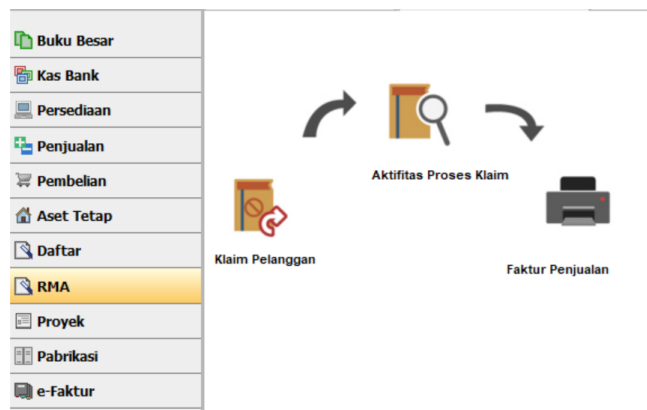 Buku Besar
Kas Bank
Persediaan
Penjualan
Pembelian
Aset Tetap
Daftar
RMA
Proyek
Pabrikasi
e-Faktur
Aktifitas Proses Klaim
Klaim Pelanggan
Faktur Penjualan